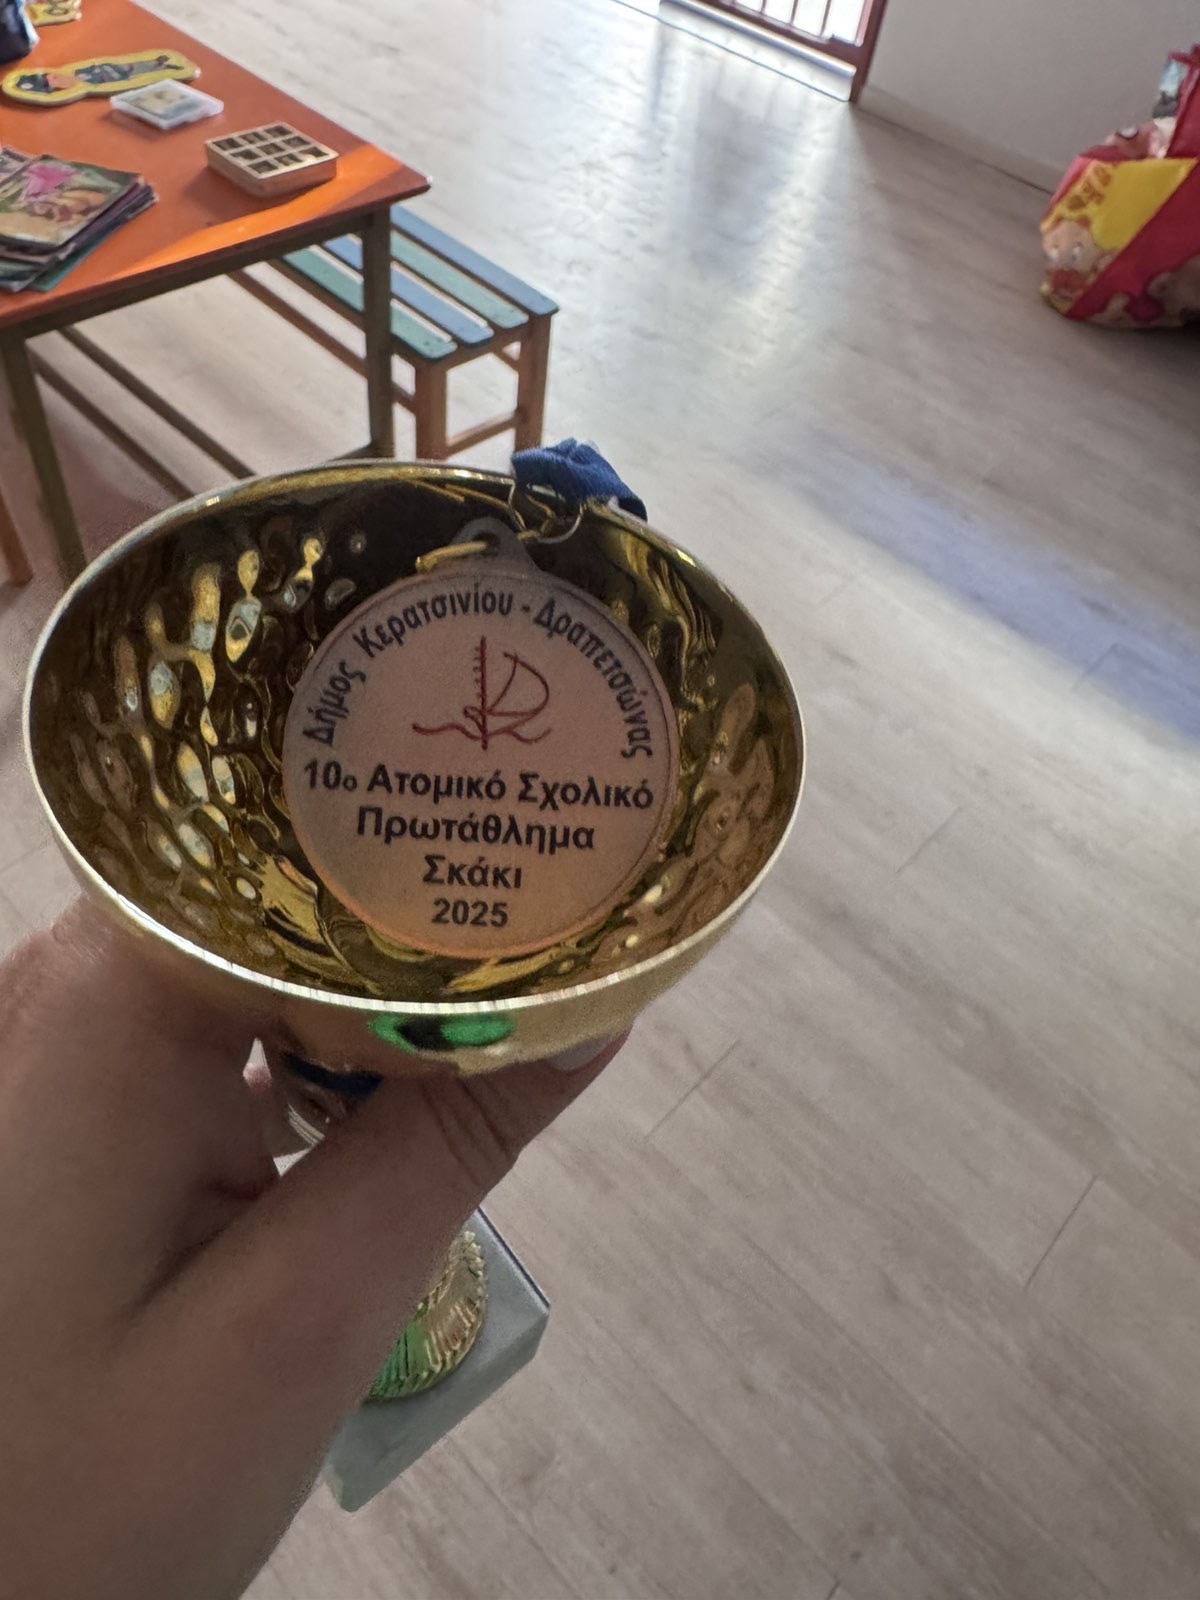 Δήμος Κερατσινίου - Δραπετσώνας
10ο Ατομικό Σχολικό
Πρωτάθλημα
Σκάκι
2025